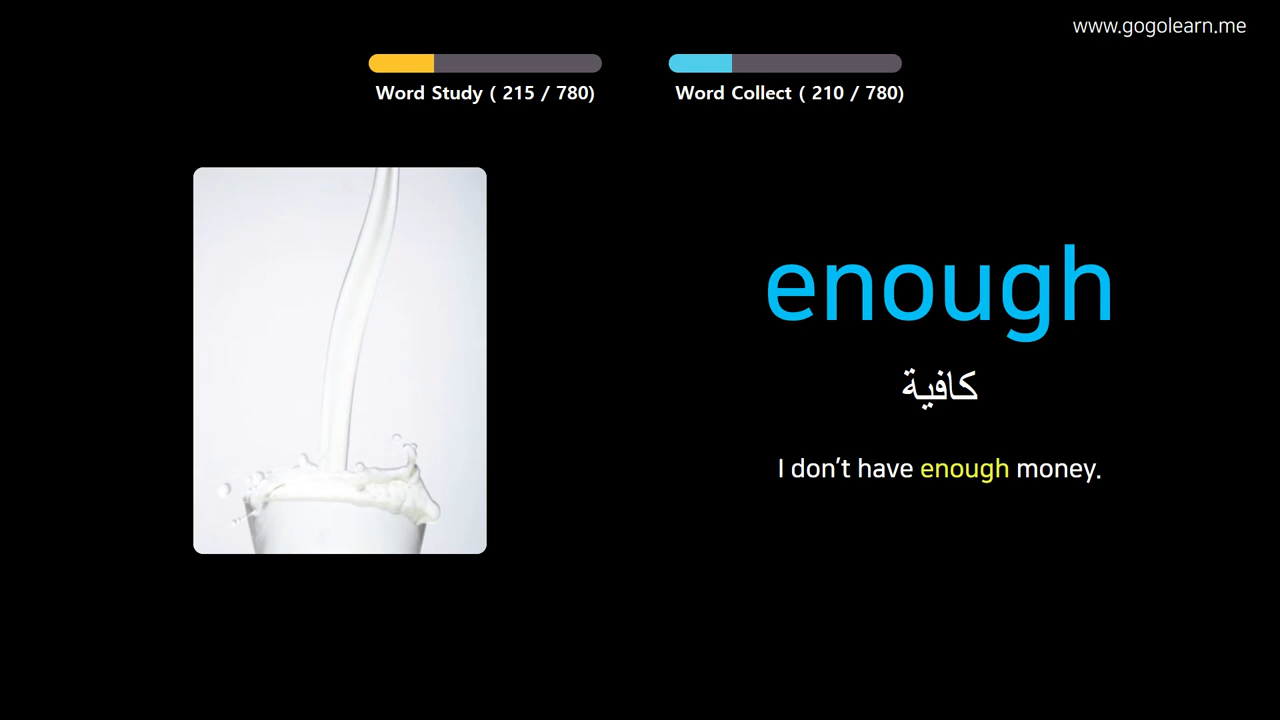 www.gogolearn.me
Word Study ( 215 / 780)
Word Collect ( 210 / 780)
enough
كافية
I don’t have enough money.